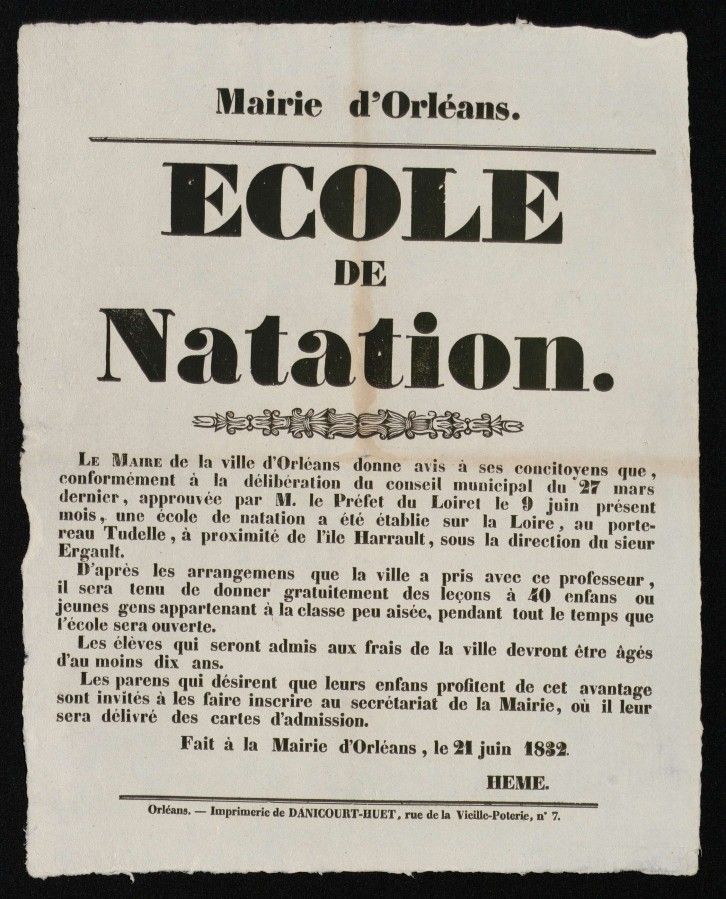 Mairie d'Orléans.
ECOLE
DE
Natation.
LE MAIRE de la ville d'Orléans donne avis à ses concitoyens que,
conformément à la délibération du conseil municipal du 27 mars
dernier, approuvée par M. le Préfet du Loiret le 9 juin présent
mois, une école de natation a été établie sur la Loire, au porte-
reau Tudelle, à proximité de l'île Harrault, sous la direction du sieur
Ergault.
D'après les arrangemens que la ville a pris avec ce professeur,
il sera tenu de donner gratuitement des leçons à 40 enfans ou
jeunes gens appartenant à la classe peu aisée, pendant tout le temps que
l'école sera ouverte.
Les élèves qui seront admis aux frais de la ville devront être âgés
d'au moins dix ans.
Les parens qui désirent que leurs enfans profitent de cet avantage
sont invités à les faire inscrire au secrétariat de la Mairie, où il leur
sera délivré des cartes d'admission.
Fait à la Mairie d'Orléans, le 21 juin 1832.
HEME.
Orléans. — Imprimerie de DANICOURT-HUET, rue de la Vieille-Poterie, n° 7.